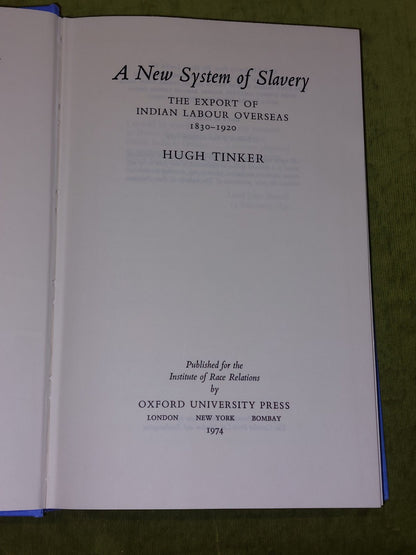 A New System of Slavery
THE EXPORT OF
INDIAN LABOUR OVERSEAS
1830–1920
HUGH TINKER
Published for the
Institute of Race Relations
by
OXFORD UNIVERSITY PRESS
LONDON NEW YORK BOMBAY
1974